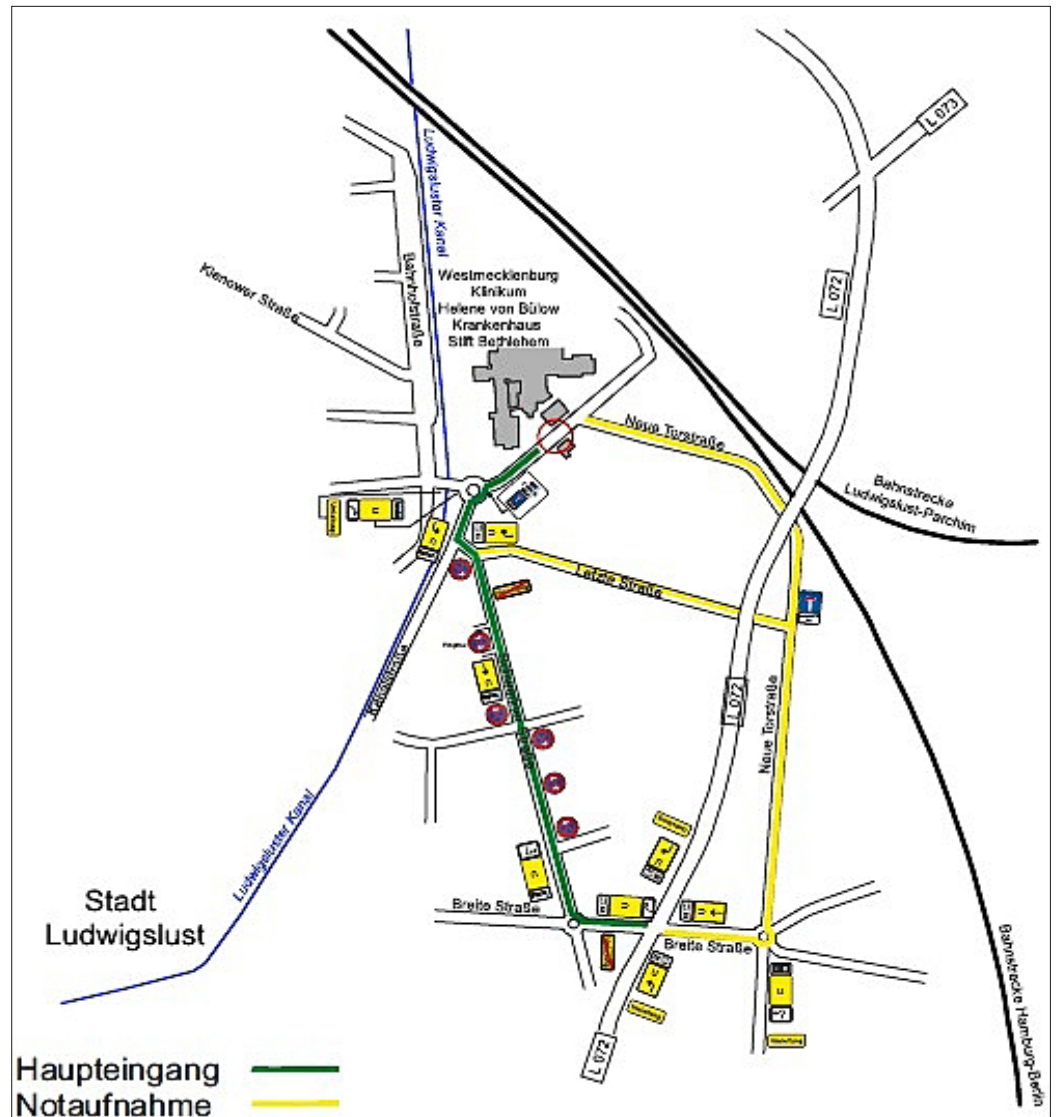 L 073
Ludwigsluster Kanal
L 072
Bahnhofstraße
Klenower Straße
Westmecklenburg
Klinikum
Helene von Bülow
Krankenhaus
Stift Bethlehem
Neue Torstraße
Bahnstrecke
Ludwigslust-Parchim
Letzte Straße
L 072
Kanalstraße
Neue Torstraße
Ludwigsluster Kanal
Stadt
Ludwigslust
Breite Straße
Breite Straße
L 072
Bahnstrecke Hamburg-Berlin
Haupteingang
Notaufnahme